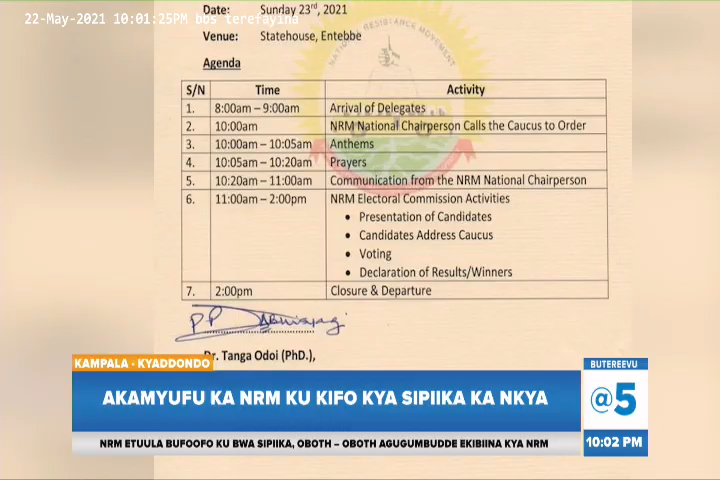 22-May-2021 10:01:25PM bbs terefayina
Date: Sunday 23rd, 2021
Venue: Statehouse, Entebbe
Agenda
S/N Time Activity
1. 8:00am – 9:00am Arrival of Delegates
2. 10:00am NRM National Chairperson Calls the Caucus to Order
3. 10:00am – 10:05am Anthems
4. 10:05am – 10:20am Prayers
5. 10:20am – 11:00am Communication from the NRM National Chairperson
6. 11:00am – 2:00pm NRM Electoral Commission Activities
• Presentation of Candidates
• Candidates Address Caucus
• Voting
• Declaration of Results/Winners
7. 2:00pm Closure & Departure
PP
Dr. Tanga Odoi (PhD.),
NATIONAL RESISTANCE MOVEMENT
KAMPALA - KYADDONDO
AKAMYUFU KA NRM KU KIFO KYA SIPIIKA KA NKYA
NRM ETUULA BUFOOFO KU BWA SIPIIKA, OBOTH – OBOTH AGUGUMBUDDE EKIBIINA KYA NRM
BUTEREEVU
@5
10:02 PM